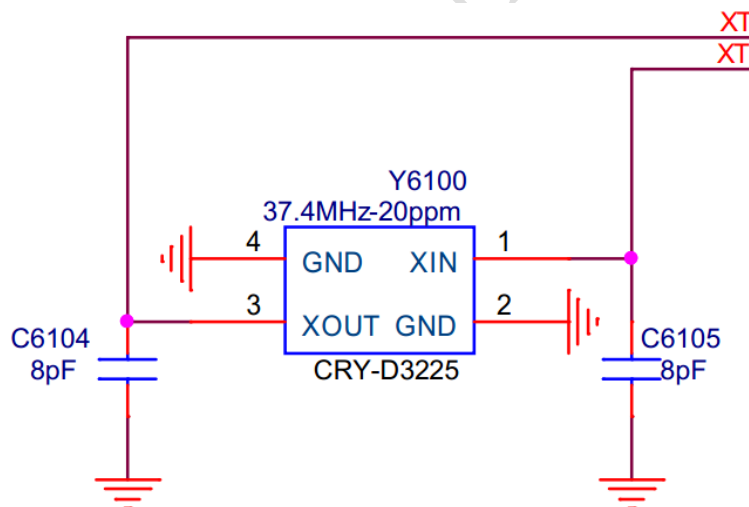 XT
XT
Y6100
37.4MHz-20ppm
4
GND
XIN
1
3
XOUT
GND
2
CRY-D3225
C6104
8pF
C6105
8pF